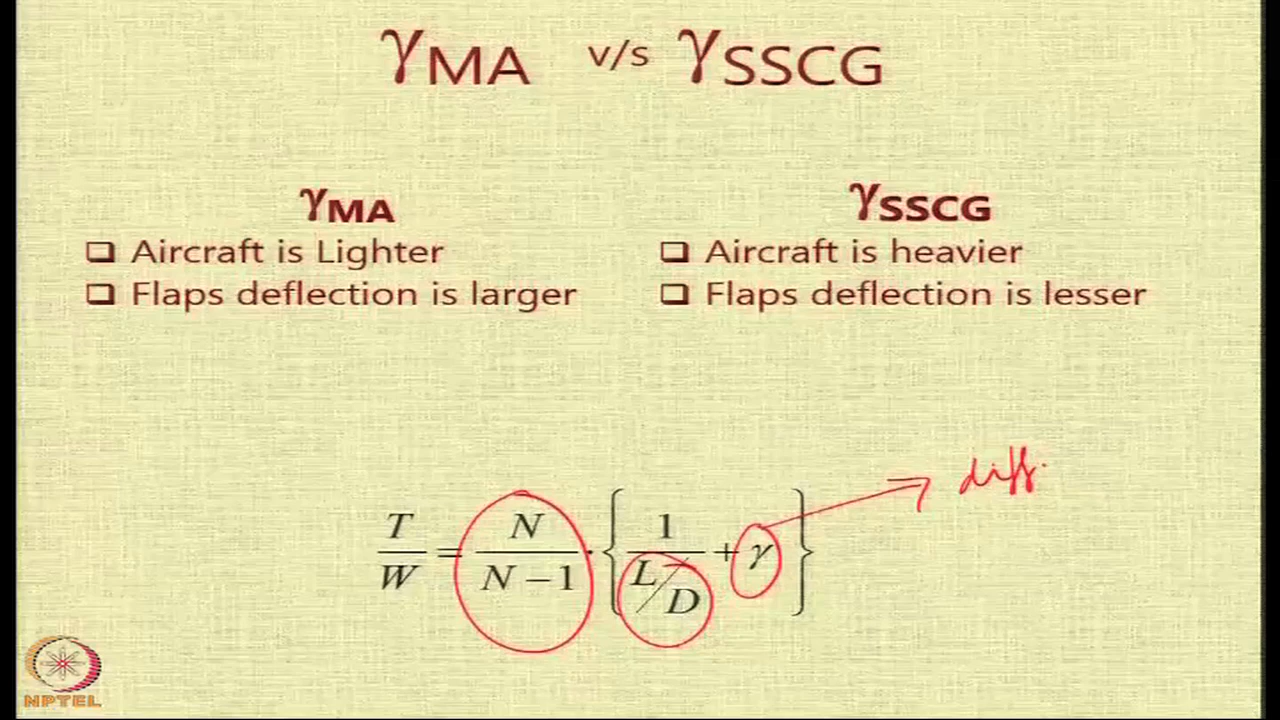 γMA v/s γSSCG
γMA
❑ Aircraft is Lighter
❑ Flaps deflection is larger
γSSCG
❑ Aircraft is heavier
❑ Flaps deflection is lesser
T/W = N/(N−1) · {1/(L/D) + γ}
diff.
NPTEL